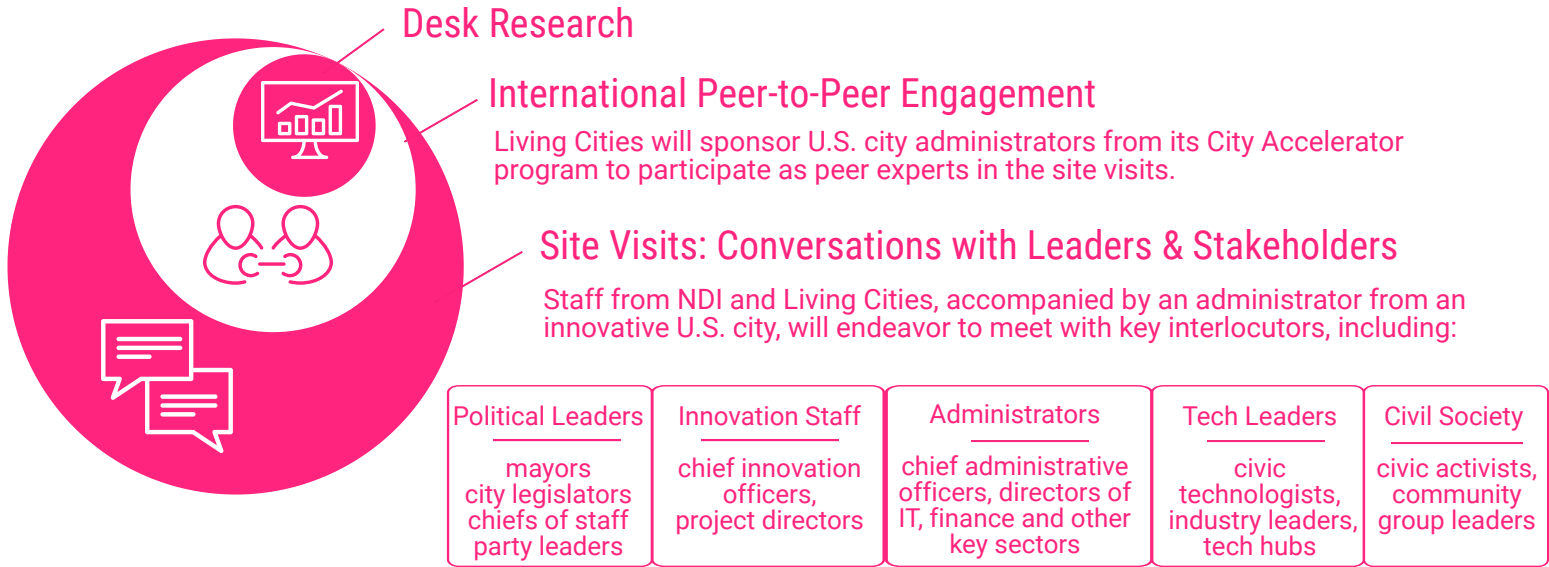 Desk Research
International Peer-to-Peer Engagement
Living Cities will sponsor U.S. city administrators from its City Accelerator
program to participate as peer experts in the site visits.
Site Visits: Conversations with Leaders & Stakeholders
Staff from NDI and Living Cities, accompanied by an administrator from an
innovative U.S. city, will endeavor to meet with key interlocutors, including:
Political Leaders
mayors
city legislators
chiefs of staff
party leaders
Innovation Staff
chief innovation
officers,
project directors
Administrators
chief administrative
officers, directors of
IT, finance and other
key sectors
Tech Leaders
civic
technologists,
industry leaders,
tech hubs
Civil Society
civic activists,
community
group leaders